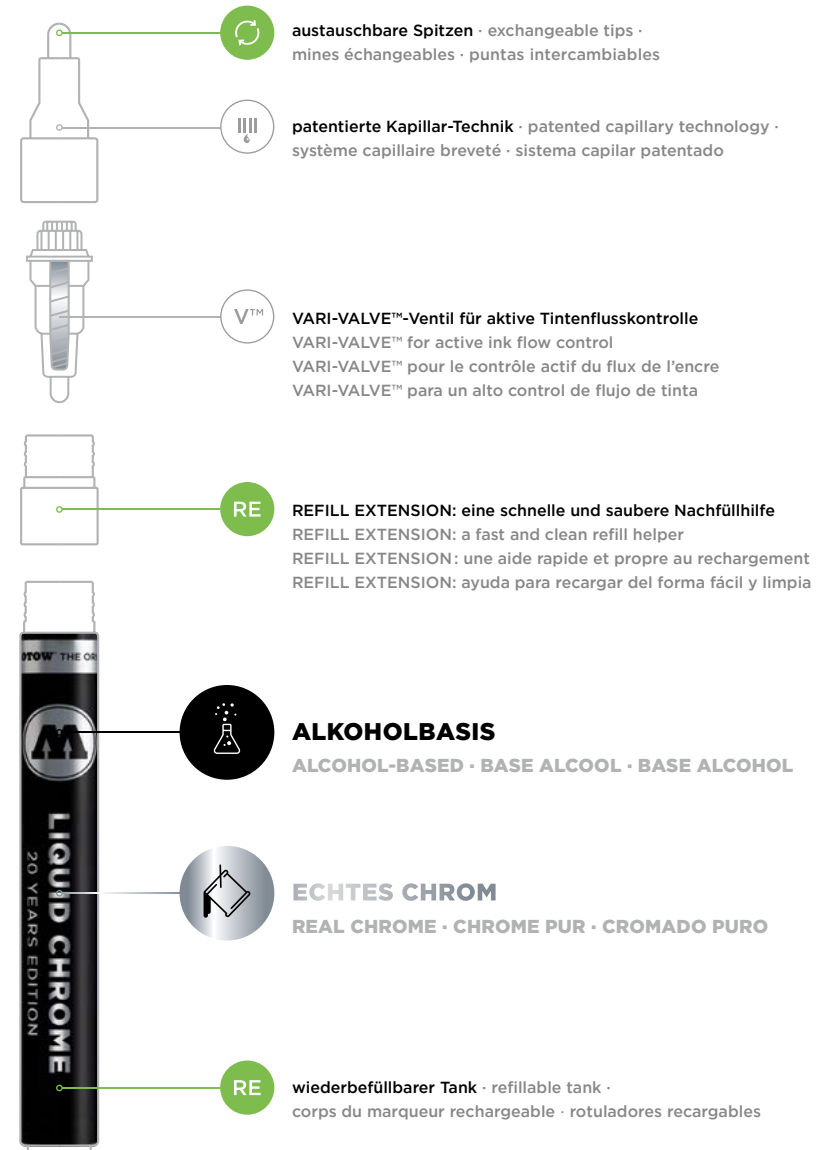 austauschbare Spitzen · exchangeable tips ·
mines échangeables · puntas intercambiables
patentierte Kapillar-Technik · patented capillary technology ·
système capillaire breveté · sistema capilar patentado
V™
VARI-VALVE™-Ventil für aktive Tintenflusskontrolle
VARI-VALVE™ for active ink flow control
VARI-VALVE™ pour le contrôle actif du flux de l'encre
VARI-VALVE™ para un alto control de flujo de tinta
RE
REFILL EXTENSION: eine schnelle und saubere Nachfüllhilfe
REFILL EXTENSION: a fast and clean refill helper
REFILL EXTENSION: une aide rapide et propre au rechargement
REFILL EXTENSION: ayuda para recargar del forma fácil y limpia
OTOW™ THE ORI
M
ALKOHOLBASIS
ALCOHOL-BASED · BASE ALCOOL · BASE ALCOHOL
LIQUID CHROME
20 YEARS EDITION
ECHTES CHROM
REAL CHROME · CHROME PUR · CROMADO PURO
RE
wiederbefüllbarer Tank · refillable tank ·
corps du marqueur rechargeable · rotuladores recargables